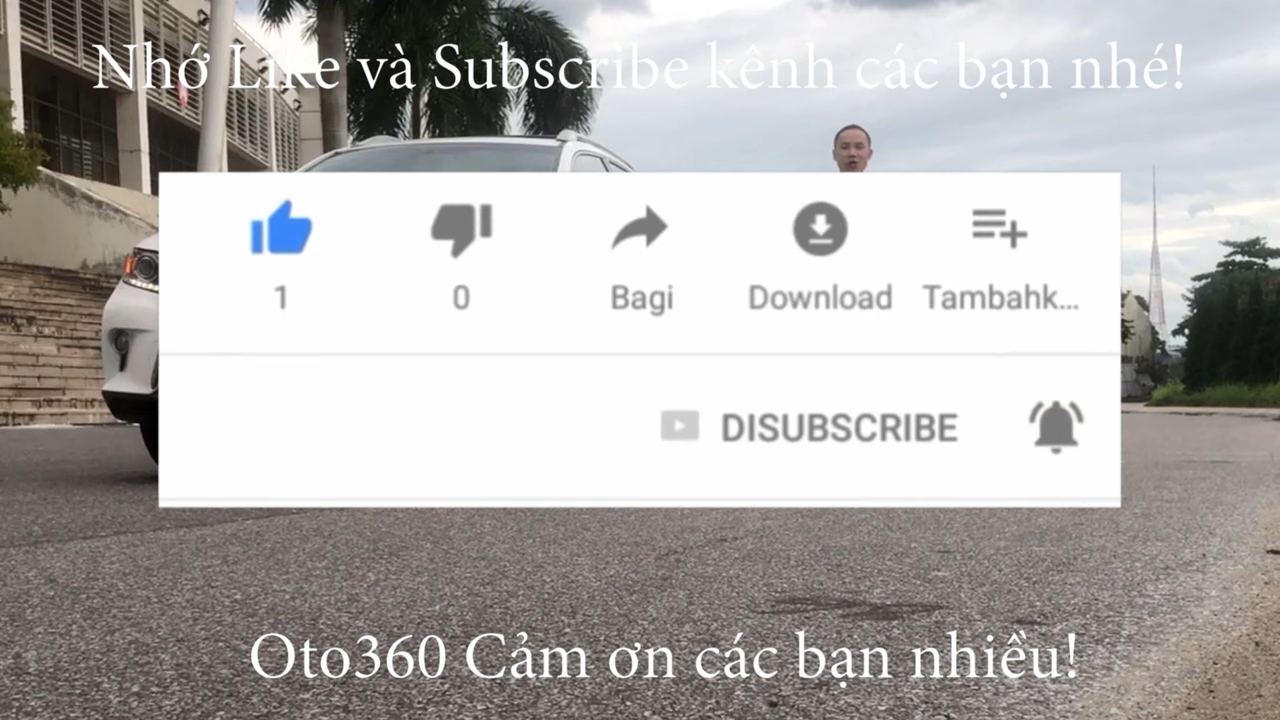 Nhớ Like và Subscribe kênh các bạn nhé!
1
0
Bagi
Download
Tambahk...
DISUBSCRIBE
Oto360 Cảm ơn các bạn nhiều!